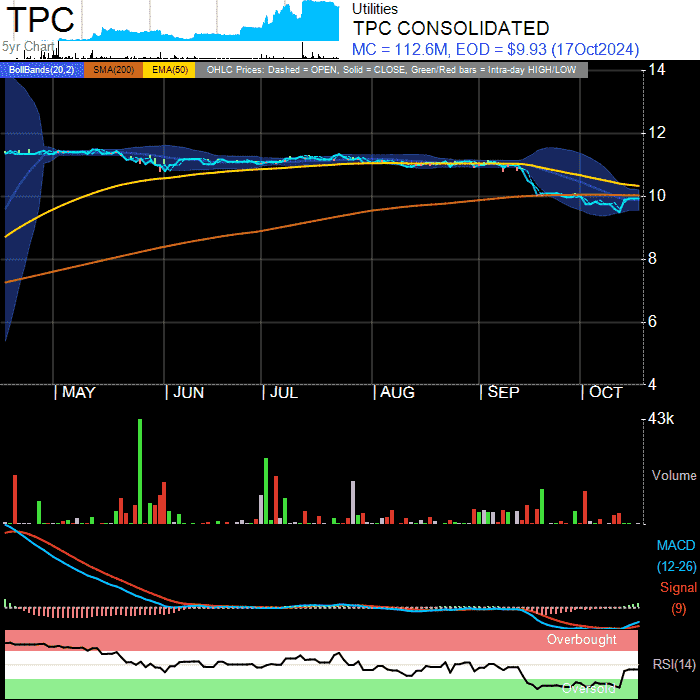 TPC
5yr Chart
Utilities
TPC CONSOLIDATED
MC = 112.6M, EOD = $9.93 (17Oct2024)
BollBands(20,2) SMA(200) EMA(50) OHLC Prices: Dashed = OPEN, Solid = CLOSE, Green/Red bars = Intra-day HIGH/LOW
14
12
10
8
6
4
MAY JUN JUL AUG SEP OCT
43k
Volume
MACD
(12-26)
Signal
(9)
Overbought
RSI(14)
Oversold